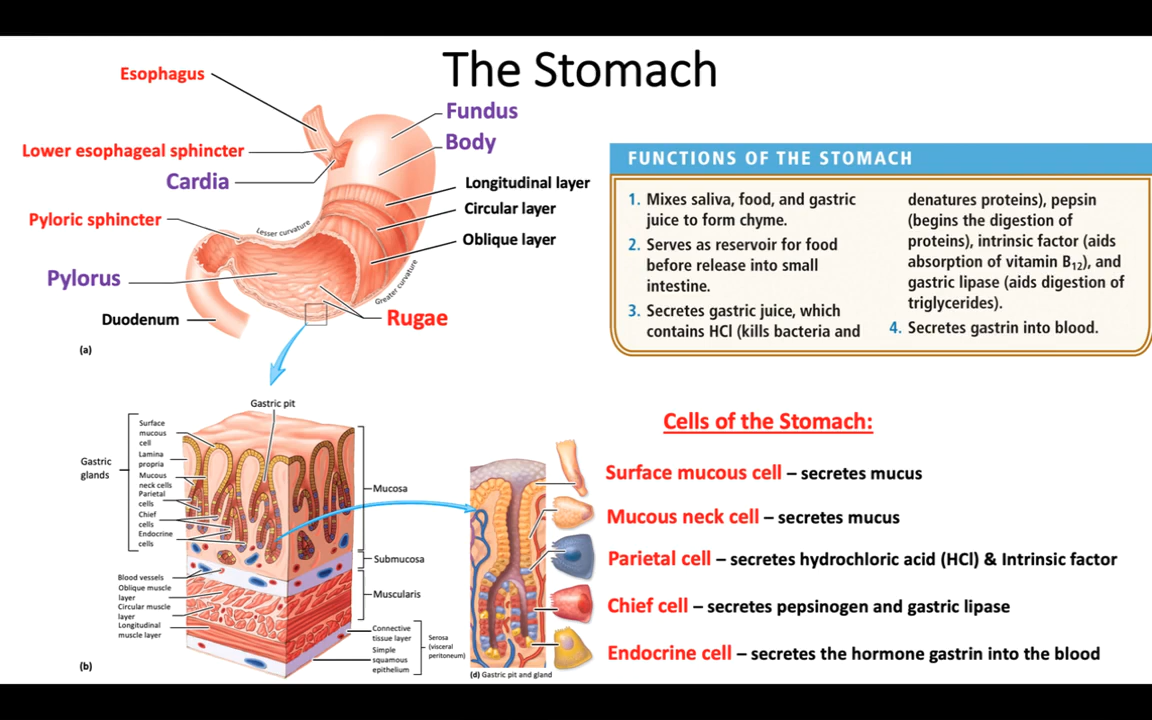 The Stomach
Esophagus
Lower esophageal sphincter
Cardia
Pyloric sphincter
Pylorus
Duodenum
(a)
Fundus
Body
Longitudinal layer
Circular layer
Oblique layer
Lesser curvature
Greater curvature
Rugae
FUNCTIONS OF THE STOMACH
1. Mixes saliva, food, and gastric
juice to form chyme.
2. Serves as reservoir for food
before release into small
intestine.
3. Secretes gastric juice, which
contains HCl (kills bacteria and
denatures proteins), pepsin
(begins the digestion of
proteins), intrinsic factor (aids
absorption of vitamin B12), and
gastric lipase (aids digestion of
triglycerides).
4. Secretes gastrin into blood.
Gastric pit
Gastric
glands
Surface
mucous
cell
Lamina
propria
Mucous
neck cells
Parietal
cells
Chief
cells
Endocrine
cells
Blood vessels
Oblique muscle
layer
Circular muscle
layer
Longitudinal
muscle layer
Mucosa
Submucosa
Muscularis
Connective
tissue layer
Simple
squamous
epithelium
Serosa
(visceral
peritoneum)
(b)
(d) Gastric pit and gland
Cells of the Stomach:
Surface mucous cell – secretes mucus
Mucous neck cell – secretes mucus
Parietal cell – secretes hydrochloric acid (HCl) & Intrinsic factor
Chief cell – secretes pepsinogen and gastric lipase
Endocrine cell – secretes the hormone gastrin into the blood